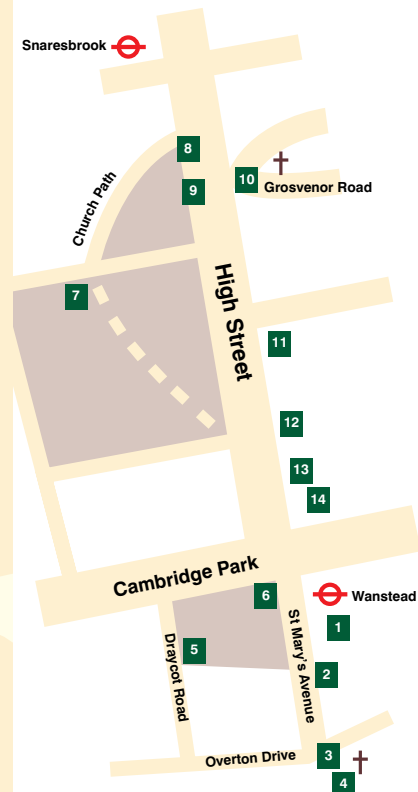 Snaresbrook
8
9
10
Grosvenor Road
Church Path
7
High Street
11
12
13
14
Cambridge Park
6
Wanstead
1
5
Draycot Road
St Mary's Avenue
2
Overton Drive
3
4